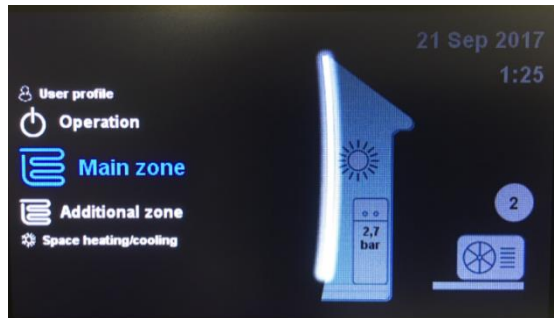 21 Sep 2017
1:25
User profile
Operation
Main zone
Additional zone
Space heating/cooling
2,7
bar
2